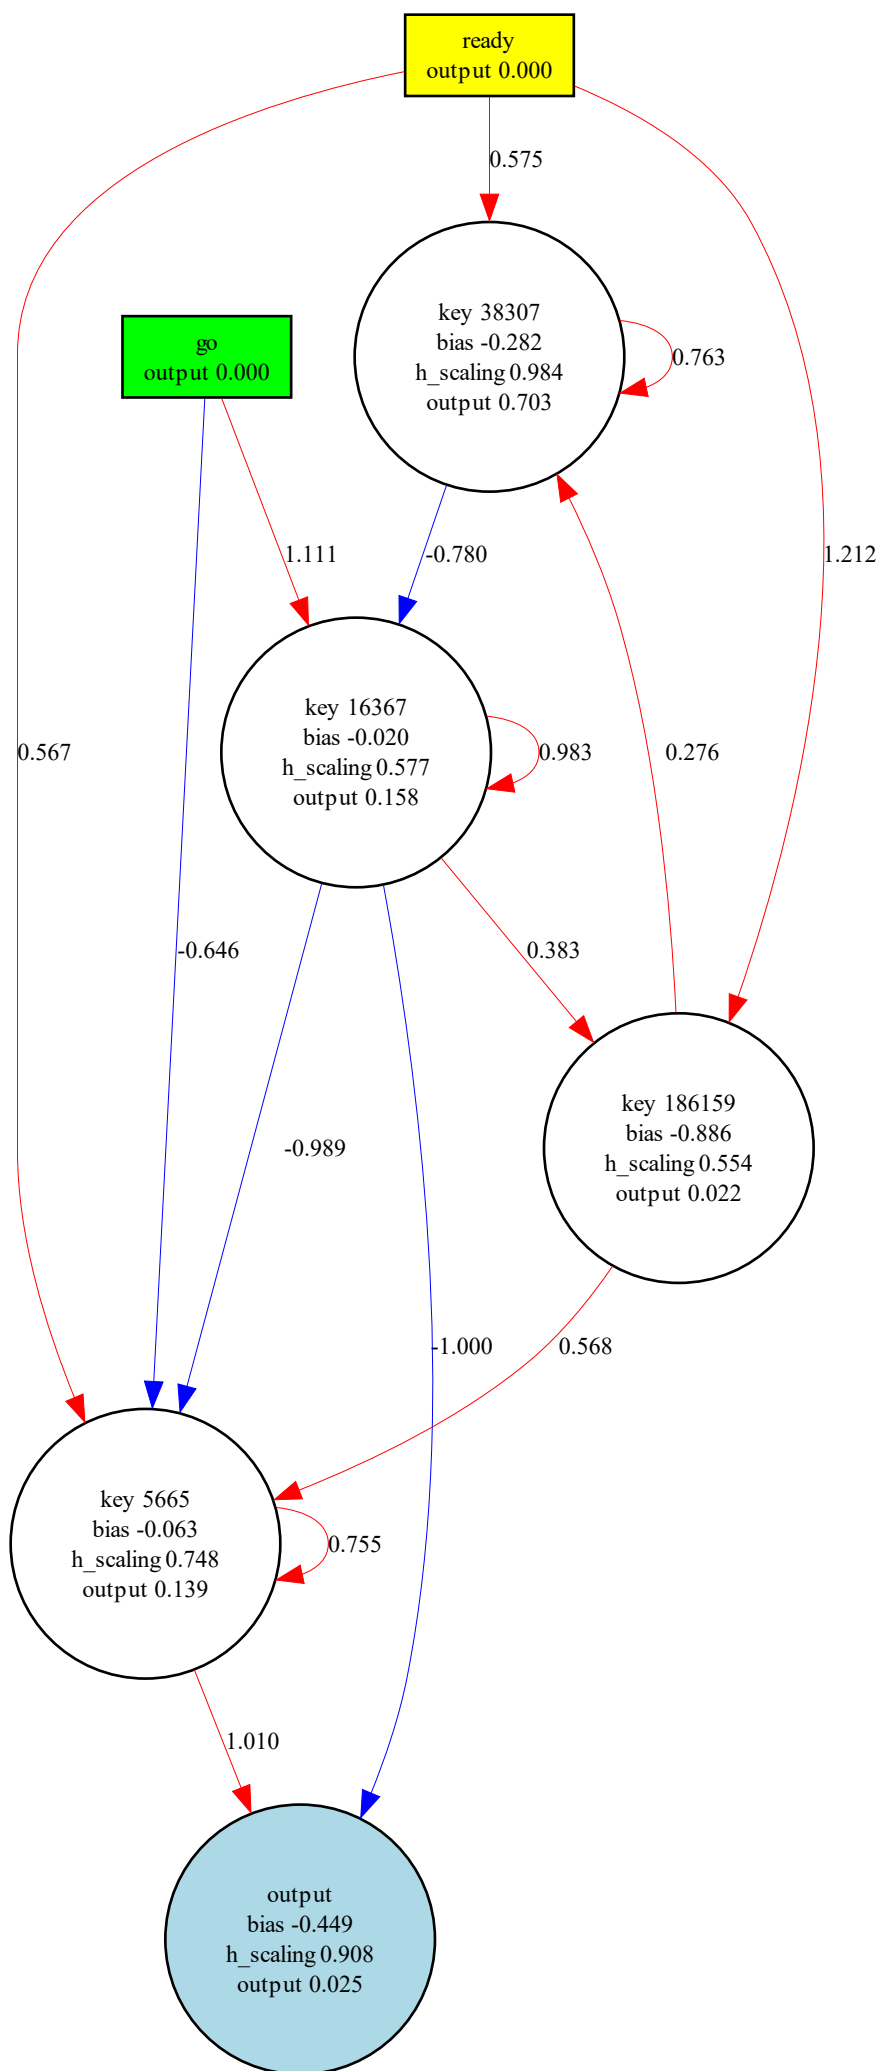 ready
output 0.000
0.575
key 38307
bias -0.282
h_scaling 0.984
output 0.703
0.763
go
output 0.000
1.111
-0.780
1.212
key 16367
bias -0.020
h_scaling 0.577
output 0.158
0.983
0.567
0.276
-0.646
0.383
-0.989
key 186159
bias -0.886
h_scaling 0.554
output 0.022
-1.000
0.568
key 5665
bias -0.063
h_scaling 0.748
output 0.139
0.755
1.010
output
bias -0.449
h_scaling 0.908
output 0.025